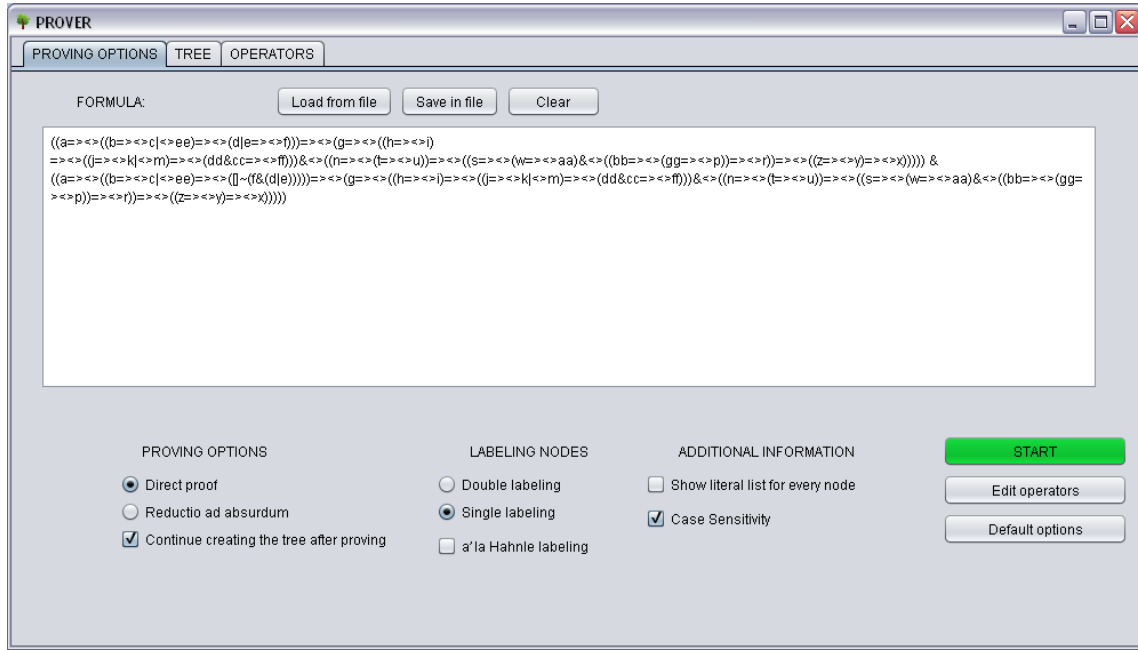 PROVER
PROVING OPTIONS TREE OPERATORS
FORMULA: Load from file Save in file Clear
((a=><>((b=><>c|<>ee)=><>(d|e=><>f)))=><>(g=><>((h=><>i)
=><>((j=><>k|<>m)=><>(dd&cc=><>ff)))&<>((n=><>(t=><>u))=><>((s=><>(w=><>aa)&<>((bb=><>(gg=><>p))=><>r))=><>((z=><>y)=><>x))))) &
((a=><>((b=><>c|<>ee)=><>([]~(f&(d|e)))))=><>(g=><>((h=><>i)=><>((j=><>k|<>m)=><>(dd&cc=><>ff)))&<>((n=><>(t=><>u))=><>((s=><>(w=><>aa)&<>((bb=><>(gg=
><>p))=><>r))=><>((z=><>y)=><>x)))))
PROVING OPTIONS LABELING NODES ADDITIONAL INFORMATION START
Direct proof Double labeling Show literal list for every node Edit operators
Reductio ad absurdum Single labeling Case Sensitivity Default options
Continue creating the tree after proving a'la Hahnle labeling